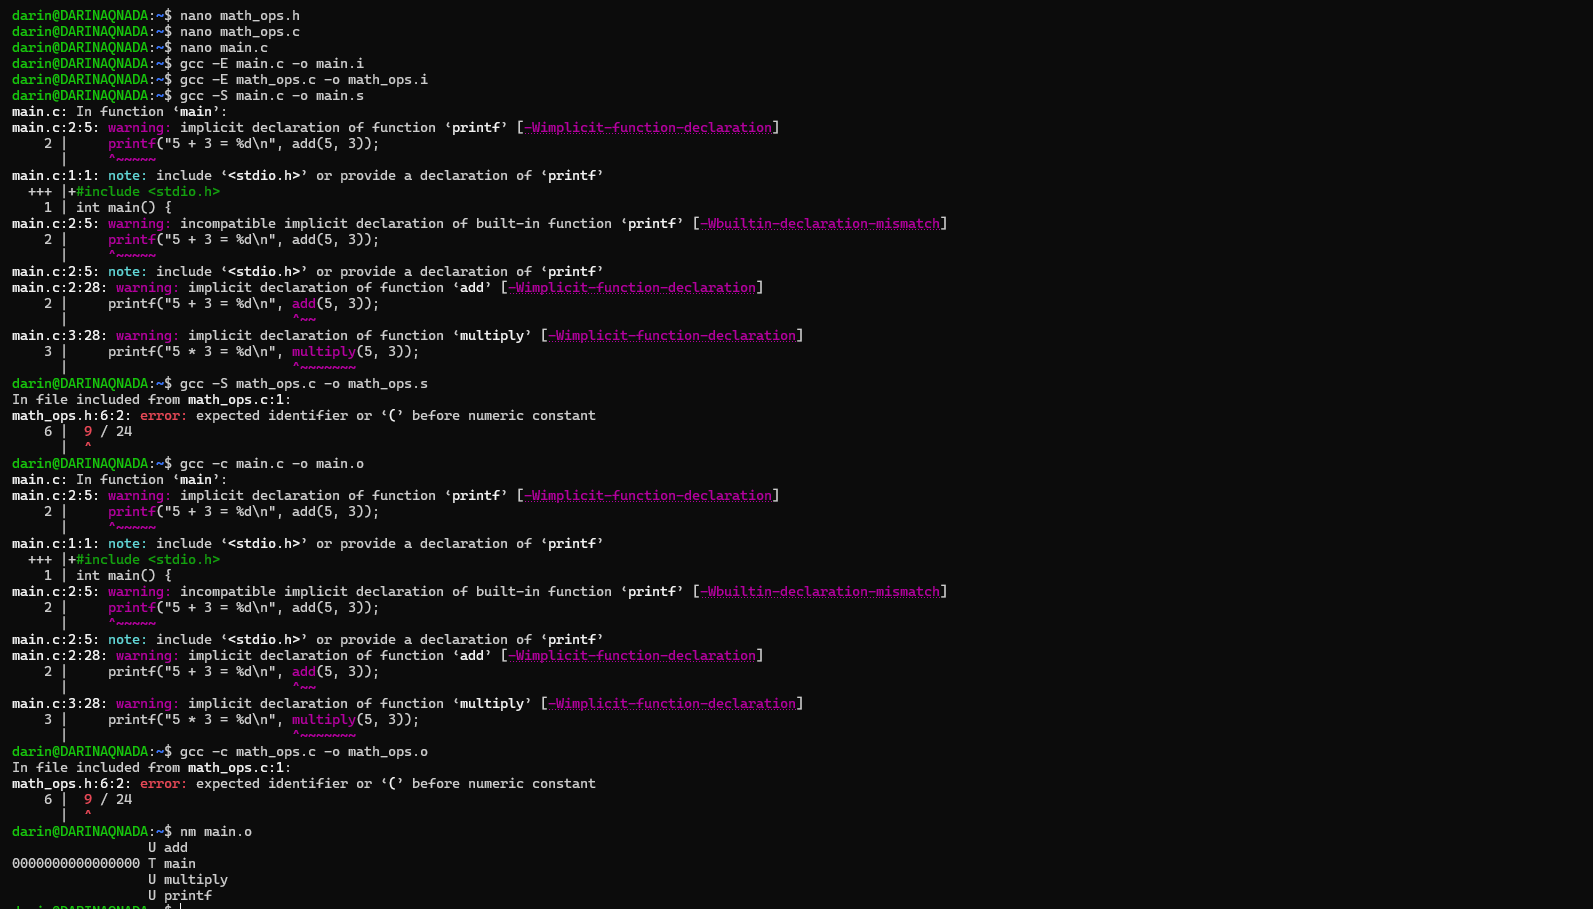 darin@DARINAQNADA:~$ nano math_ops.h
darin@DARINAQNADA:~$ nano math_ops.c
darin@DARINAQNADA:~$ nano main.c
darin@DARINAQNADA:~$ gcc -E main.c -o main.i
darin@DARINAQNADA:~$ gcc -E math_ops.c -o math_ops.i
darin@DARINAQNADA:~$ gcc -S main.c -o main.s
main.c: In function ‘main’:
main.c:2:5: warning: implicit declaration of function ‘printf’ [-Wimplicit-function-declaration]
    2 |     printf("5 + 3 = %d\n", add(5, 3));
      |     ^~~~~~
main.c:1:1: note: include ‘<stdio.h>’ or provide a declaration of ‘printf’
  +++ |+#include <stdio.h>
    1 | int main() {
main.c:2:5: warning: incompatible implicit declaration of built-in function ‘printf’ [-Wbuiltin-declaration-mismatch]
    2 |     printf("5 + 3 = %d\n", add(5, 3));
      |     ^~~~~~
main.c:2:5: note: include ‘<stdio.h>’ or provide a declaration of ‘printf’
main.c:2:28: warning: implicit declaration of function ‘add’ [-Wimplicit-function-declaration]
    2 |     printf("5 + 3 = %d\n", add(5, 3));
      |                            ^~~
main.c:3:28: warning: implicit declaration of function ‘multiply’ [-Wimplicit-function-declaration]
    3 |     printf("5 * 3 = %d\n", multiply(5, 3));
      |                            ^~~~~~~~
darin@DARINAQNADA:~$ gcc -S math_ops.c -o math_ops.s
In file included from math_ops.c:1:
math_ops.h:6:2: error: expected identifier or ‘(’ before numeric constant
    6 |  9 / 24
      |  ^
darin@DARINAQNADA:~$ gcc -c main.c -o main.o
main.c: In function ‘main’:
main.c:2:5: warning: implicit declaration of function ‘printf’ [-Wimplicit-function-declaration]
    2 |     printf("5 + 3 = %d\n", add(5, 3));
      |     ^~~~~~
main.c:1:1: note: include ‘<stdio.h>’ or provide a declaration of ‘printf’
  +++ |+#include <stdio.h>
    1 | int main() {
main.c:2:5: warning: incompatible implicit declaration of built-in function ‘printf’ [-Wbuiltin-declaration-mismatch]
    2 |     printf("5 + 3 = %d\n", add(5, 3));
      |     ^~~~~~
main.c:2:5: note: include ‘<stdio.h>’ or provide a declaration of ‘printf’
main.c:2:28: warning: implicit declaration of function ‘add’ [-Wimplicit-function-declaration]
    2 |     printf("5 + 3 = %d\n", add(5, 3));
      |                            ^~~
main.c:3:28: warning: implicit declaration of function ‘multiply’ [-Wimplicit-function-declaration]
    3 |     printf("5 * 3 = %d\n", multiply(5, 3));
      |                            ^~~~~~~~
darin@DARINAQNADA:~$ gcc -c math_ops.c -o math_ops.o
In file included from math_ops.c:1:
math_ops.h:6:2: error: expected identifier or ‘(’ before numeric constant
    6 |  9 / 24
      |  ^
darin@DARINAQNADA:~$ nm main.o
                 U add
0000000000000000 T main
                 U multiply
                 U printf
darin@DARINAQNADA:~$